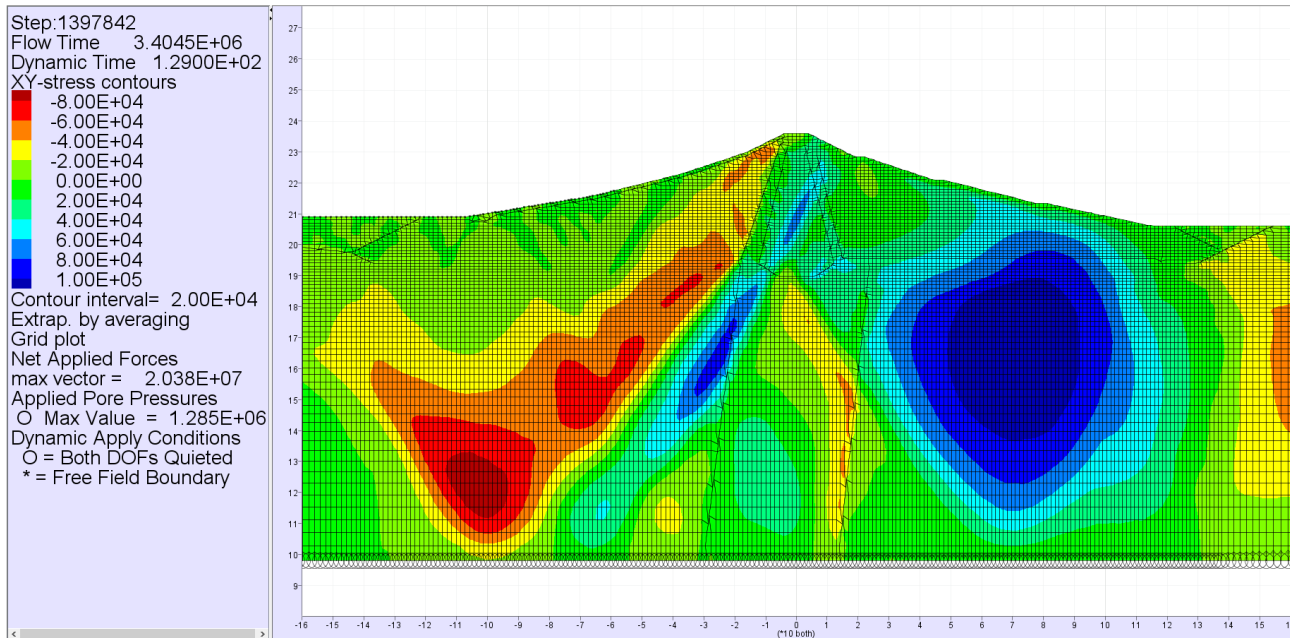 Step:1397842
Flow Time 3.4045E+06
Dynamic Time 1.2900E+02
XY-stress contours
-8.00E+04
-6.00E+04
-4.00E+04
-2.00E+04
0.00E+00
2.00E+04
4.00E+04
6.00E+04
8.00E+04
1.00E+05
Contour interval= 2.00E+04
Extrap. by averaging
Grid plot
Net Applied Forces
max vector = 2.038E+07
Applied Pore Pressures
O Max Value = 1.285E+06
Dynamic Apply Conditions
O = Both DOFs Quieted
* = Free Field Boundary
27
26
25
24
23
22
21
20
19
18
17
16
15
14
13
12
11
10
9
-16 -15 -14 -13 -12 -11 -10 -9 -8 -7 -6 -5 -4 -3 -2 -1 0 1 2 3 4 5 6 7 8 9 10 11 12 13 14 15
(*10 both)